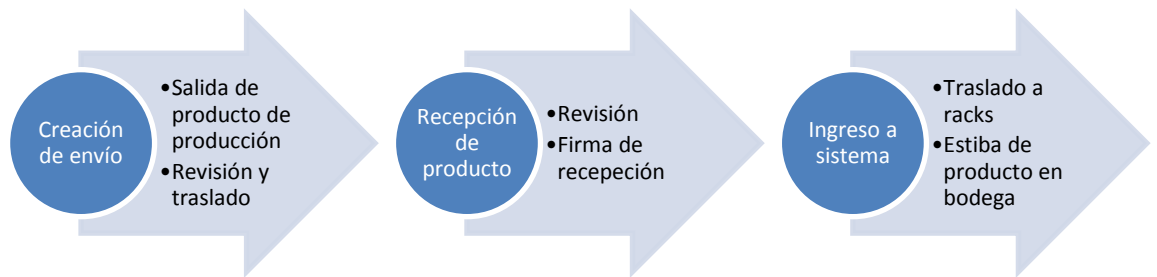 Creación
de envío
•Salida de
producto de
producción
•Revisión y
traslado
Recepción
de
producto
•Revisión
•Firma de
recepeción
Ingreso a
sistema
•Traslado a
racks
•Estiba de
producto en
bodega